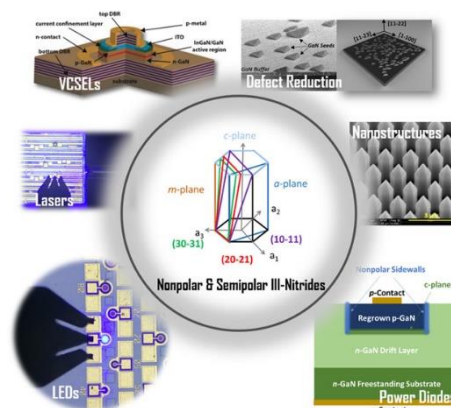 top DBR
p-metal
current confinement layer
n-contact
ITO
bottom DBR
InGaN/GaN
active region
p-GaN
n-GaN
substrate
VCSELs
GaN Seeds
GaN Buffer
Defect Reduction
[11-22]
[1-100]
Lasers
Nanostructures
c-plane
m-plane
a-plane
a3
a2
a1
(30-31)
(10-11)
(20-21)
Nonpolar & Semipolar III-Nitrides
LEDs
Nonpolar Sidewalls
p-Contact
c-plane
Regrown p-GaN
n-GaN Drift Layer
n-GaN Freestanding Substrate
Power Diodes